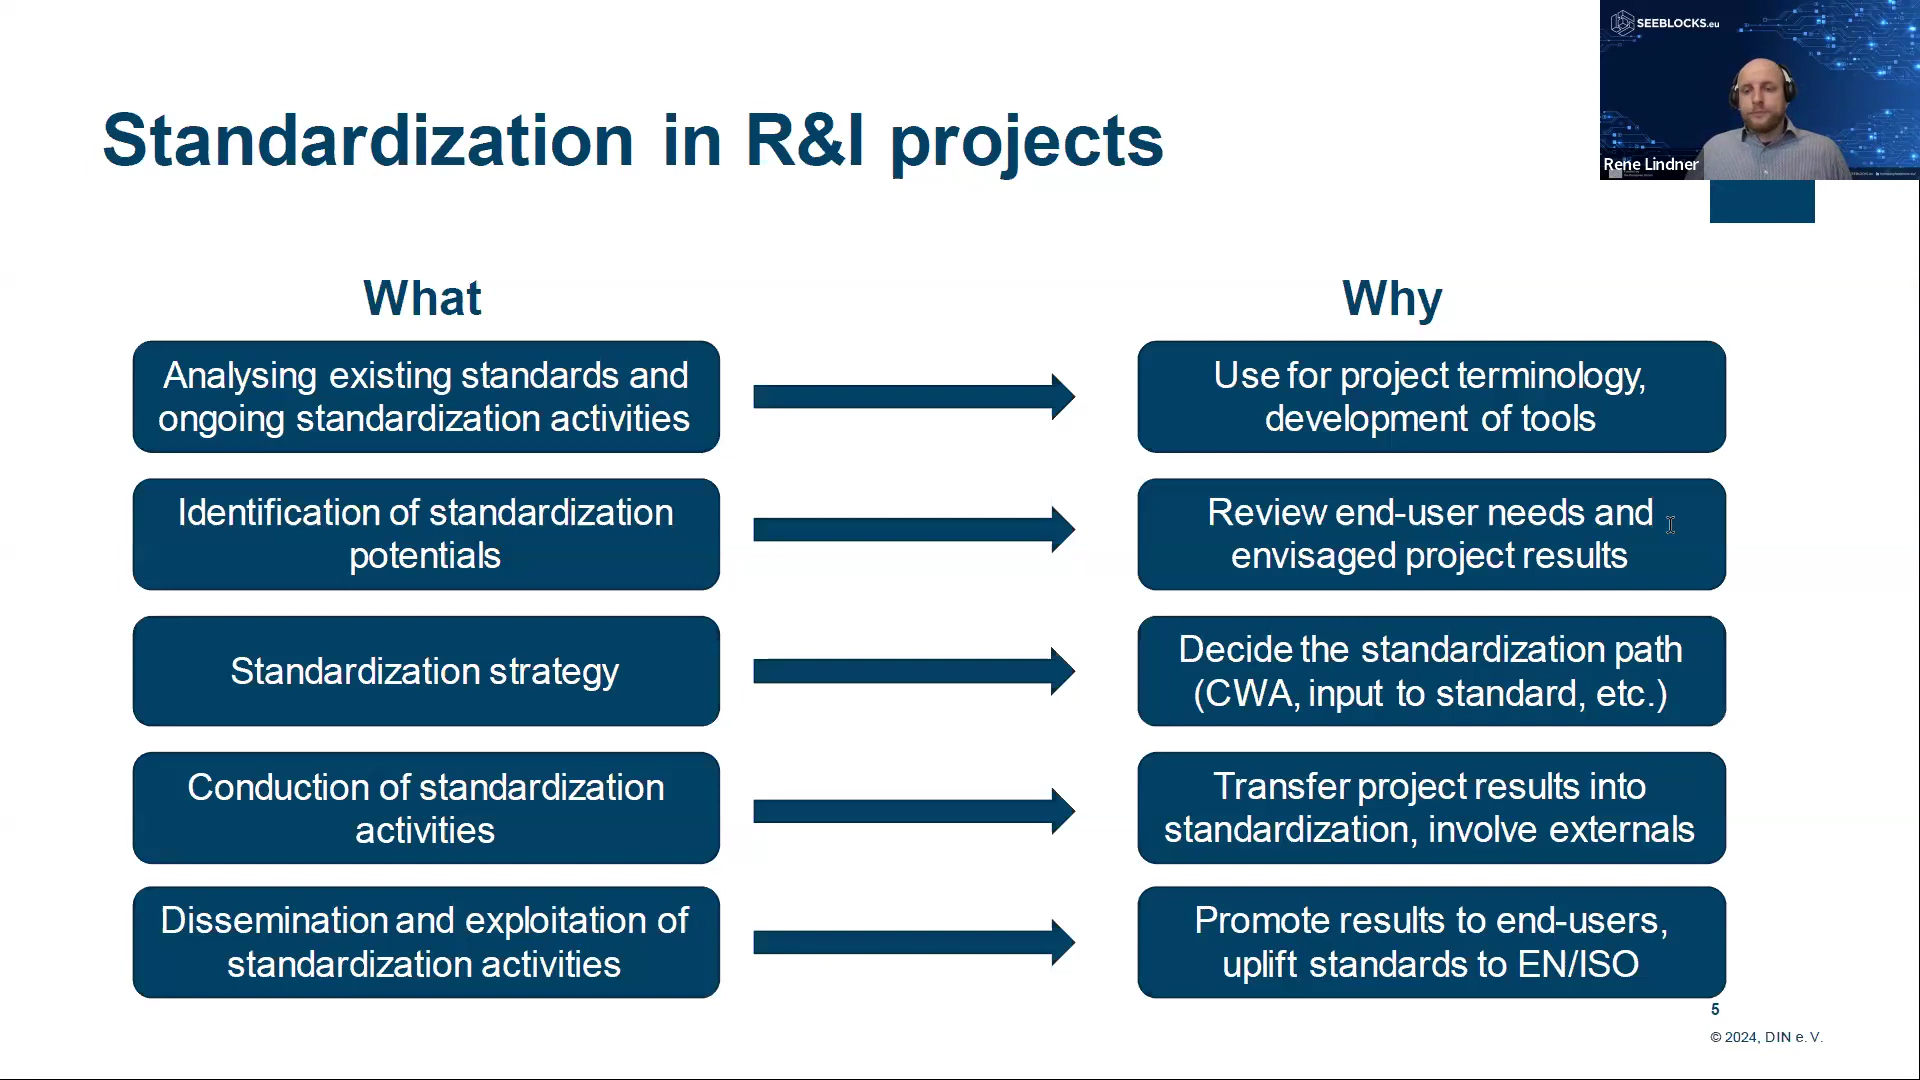 SEEBLOCKS.eu
Rene Lindner
Standardization in R&I projects
What
Why
Analysing existing standards and
ongoing standardization activities
Use for project terminology,
development of tools
Identification of standardization
potentials
Review end-user needs and
envisaged project results
Standardization strategy
Decide the standardization path
(CWA, input to standard, etc.)
Conduction of standardization
activities
Transfer project results into
standardization, involve externals
Dissemination and exploitation of
standardization activities
Promote results to end-users,
uplift standards to EN/ISO
5
© 2024, DIN e. V.